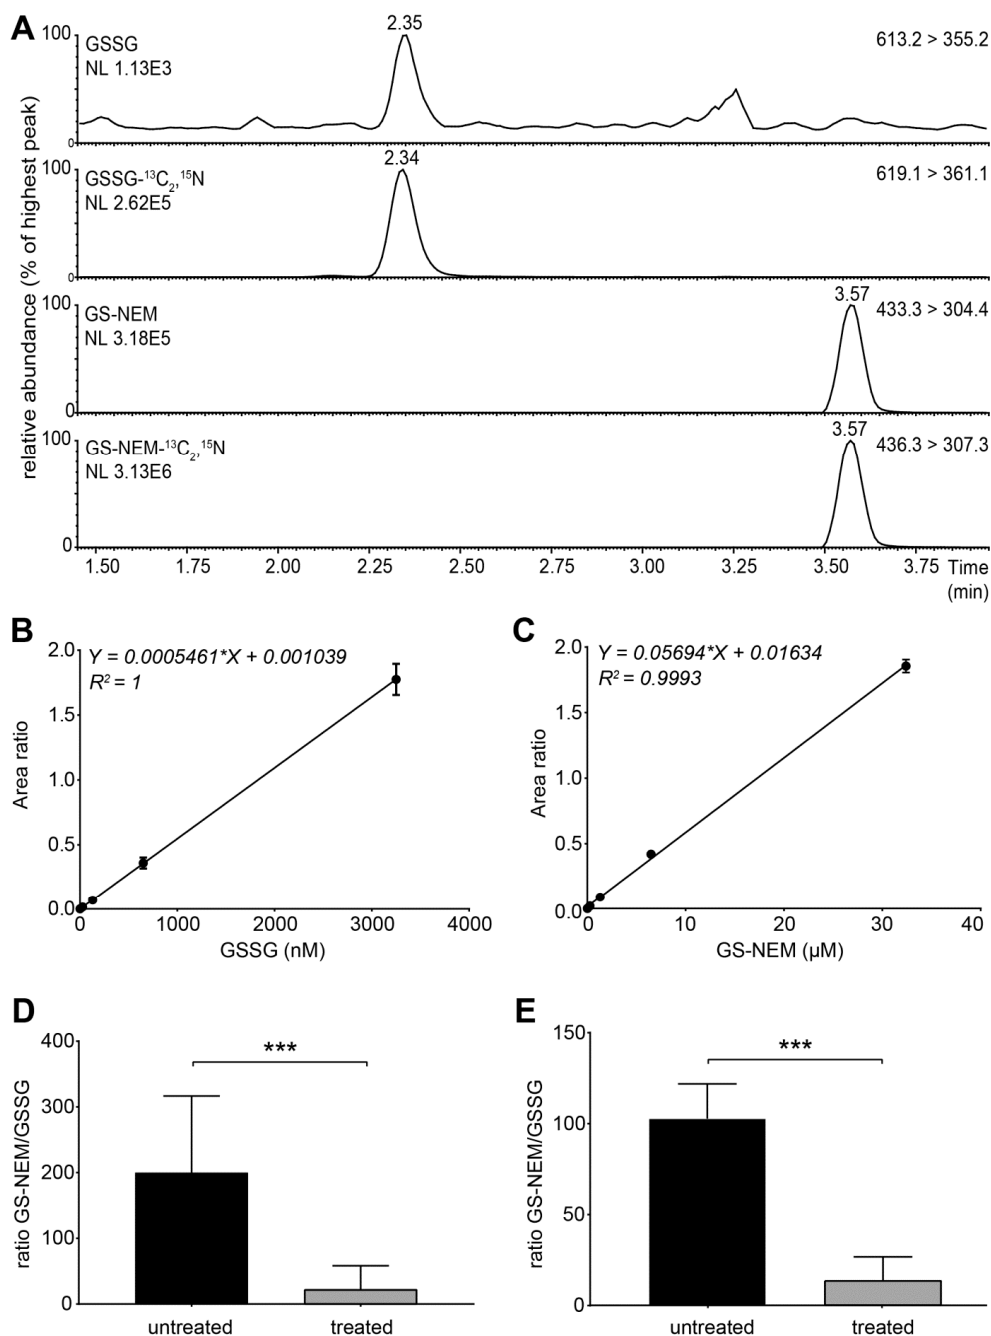 A
relative abundance (% of highest peak)
100
0
GSSG
NL 1.13E3
2.35
613.2 > 355.2
100
0
GSSG-¹³C₂,¹⁵N
NL 2.62E5
2.34
619.1 > 361.1
100
0
GS-NEM
NL 3.18E5
3.57
433.3 > 304.4
100
0
GS-NEM-¹³C₂,¹⁵N
NL 3.13E6
3.57
436.3 > 307.3
1.50 1.75 2.00 2.25 2.50 2.75 3.00 3.25 3.50 3.75 Time
(min)
B
Y = 0.0005461*X + 0.001039
R² = 1
Area ratio
2.0
1.5
1.0
0.5
0.0
0 1000 2000 3000 4000
GSSG (nM)
C
Y = 0.05694*X + 0.01634
R² = 0.9993
Area ratio
2.0
1.5
1.0
0.5
0.0
0 10 20 30 40
GS-NEM (µM)
D
ratio GS-NEM/GSSG
400
300
200
100
0
***
untreated treated
E
ratio GS-NEM/GSSG
150
100
50
0
***
untreated treated